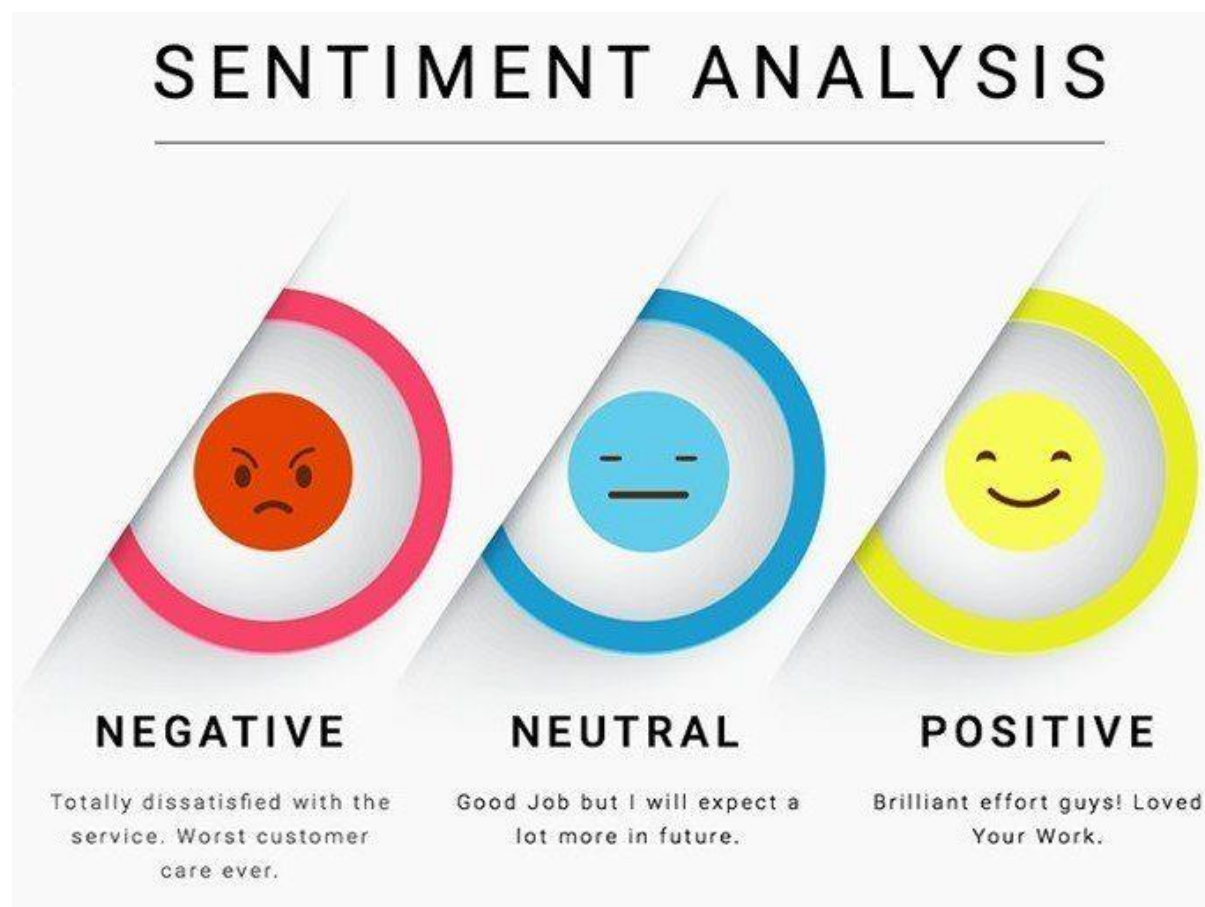 SENTIMENT ANALYSIS
NEGATIVE
Totally dissatisfied with the
service. Worst customer
care ever.
NEUTRAL
Good Job but I will expect a
lot more in future.
POSITIVE
Brilliant effort guys! Loved
Your Work.